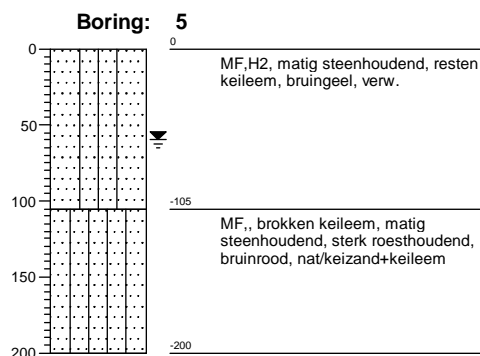 Boring: 5
0
0
MF,H2, matig steenhoudend, resten
keileem, bruingeel, verw.
50
100
-105
MF,, brokken keileem, matig
steenhoudend, sterk roesthoudend,
bruinrood, nat/keizand+keileem
150
200
-200